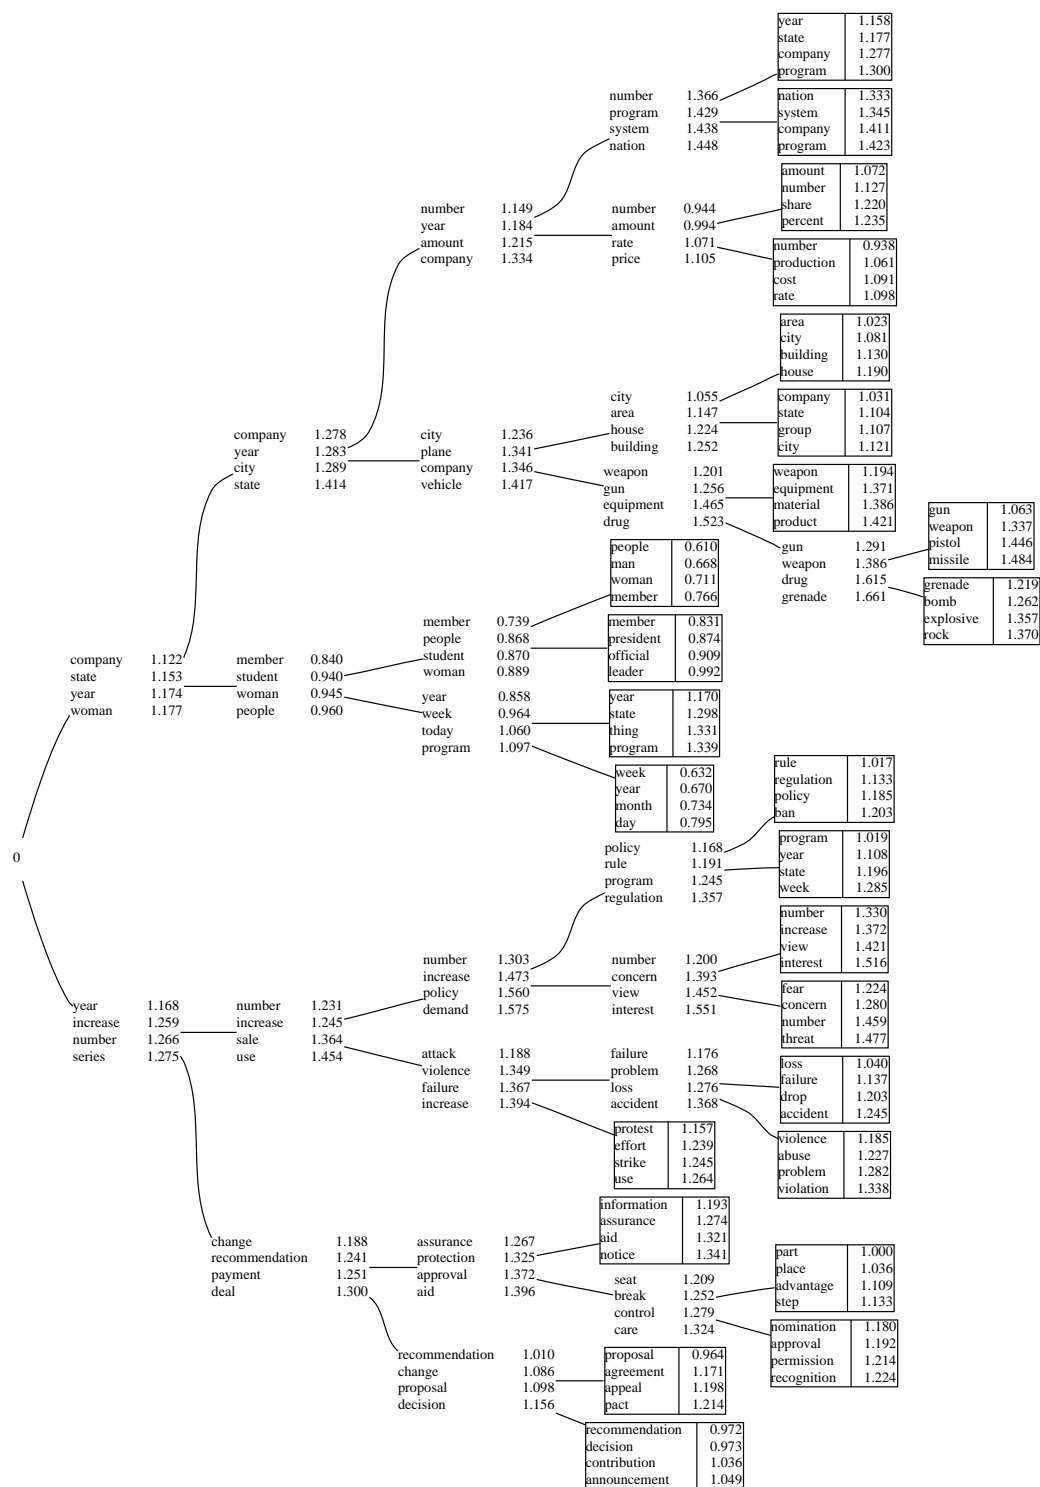 year 1.158
state 1.177
company 1.277
program 1.300
number 1.366
program 1.429
system 1.438
nation 1.448
nation 1.333
system 1.345
company 1.411
program 1.423
amount 1.072
number 1.127
share 1.220
percent 1.235
number 1.149
year 1.184
amount 1.215
company 1.334
number 0.944
amount 0.994
rate 1.071
price 1.105
number 0.938
production 1.061
cost 1.091
rate 1.098
area 1.023
city 1.081
building 1.130
house 1.190
city 1.055
area 1.147
house 1.224
building 1.252
company 1.031
state 1.104
group 1.107
city 1.121
company 1.278
year 1.283
city 1.289
state 1.414
city 1.236
plane 1.341
company 1.346
vehicle 1.417
weapon 1.201
gun 1.256
equipment 1.465
drug 1.523
weapon 1.194
equipment 1.371
material 1.386
product 1.421
gun 1.063
weapon 1.337
pistol 1.446
missile 1.484
gun 1.291
weapon 1.386
drug 1.615
grenade 1.661
grenade 1.219
bomb 1.262
explosive 1.357
rock 1.370
people 0.610
man 0.668
woman 0.711
member 0.766
member 0.739
people 0.868
student 0.870
woman 0.889
member 0.831
president 0.874
official 0.909
leader 0.992
company 1.122
state 1.153
year 1.174
woman 1.177
member 0.840
student 0.940
woman 0.945
people 0.960
year 0.858
week 0.964
today 1.060
program 1.097
year 1.170
state 1.298
thing 1.331
program 1.339
week 0.632
year 0.670
month 0.734
day 0.795
rule 1.017
regulation 1.133
policy 1.185
ban 1.203
0
policy 1.168
rule 1.191
program 1.245
regulation 1.357
program 1.019
year 1.108
state 1.196
week 1.285
number 1.330
increase 1.372
view 1.421
interest 1.516
number 1.303
increase 1.473
policy 1.560
demand 1.575
number 1.200
concern 1.393
view 1.452
interest 1.551
fear 1.224
concern 1.280
number 1.459
threat 1.477
year 1.168
increase 1.259
number 1.266
series 1.275
number 1.231
increase 1.245
sale 1.364
use 1.454
attack 1.188
violence 1.349
failure 1.367
increase 1.394
failure 1.176
problem 1.268
loss 1.276
accident 1.368
loss 1.040
failure 1.137
drop 1.203
accident 1.245
protest 1.157
effort 1.239
strike 1.245
use 1.264
violence 1.185
abuse 1.227
problem 1.282
violation 1.338
information 1.193
assurance 1.274
aid 1.321
notice 1.341
change 1.188
recommendation 1.241
payment 1.251
deal 1.300
assurance 1.267
protection 1.325
approval 1.372
aid 1.396
part 1.000
place 1.036
advantage 1.109
step 1.133
seat 1.209
break 1.252
control 1.279
care 1.324
nomination 1.180
approval 1.192
permission 1.214
recognition 1.224
recommendation 1.010
change 1.086
proposal 1.098
decision 1.156
proposal 0.964
agreement 1.171
appeal 1.198
pact 1.214
recommendation 0.972
decision 0.973
contribution 1.036
announcement 1.049